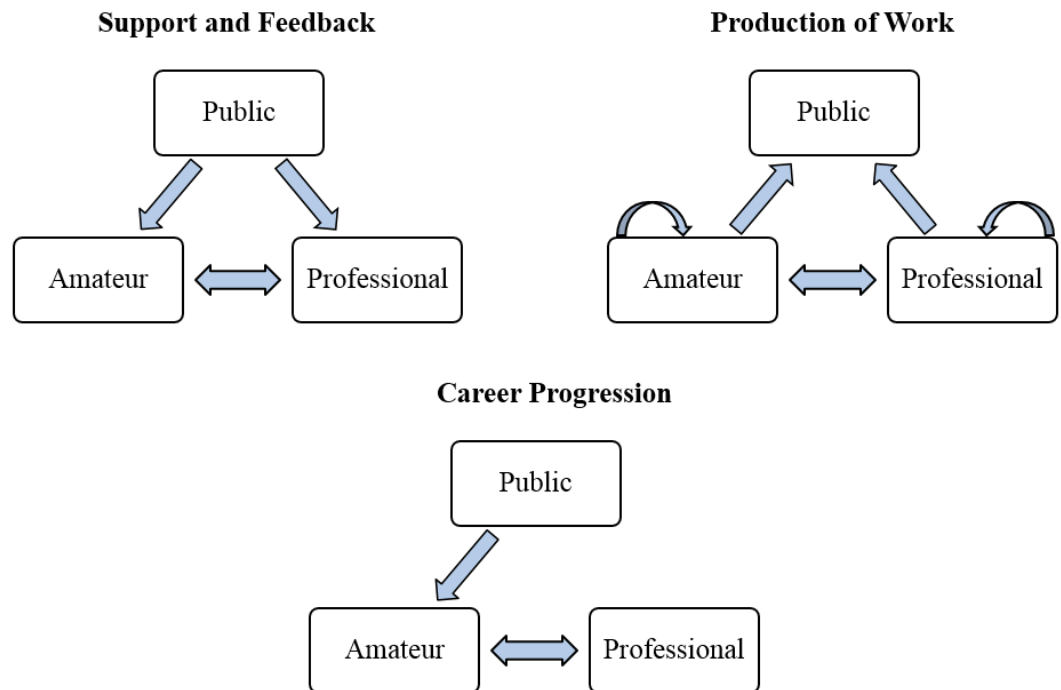 Support and Feedback
Public
Amateur
Professional
Production of Work
Public
Amateur
Professional
Career Progression
Public
Amateur
Professional